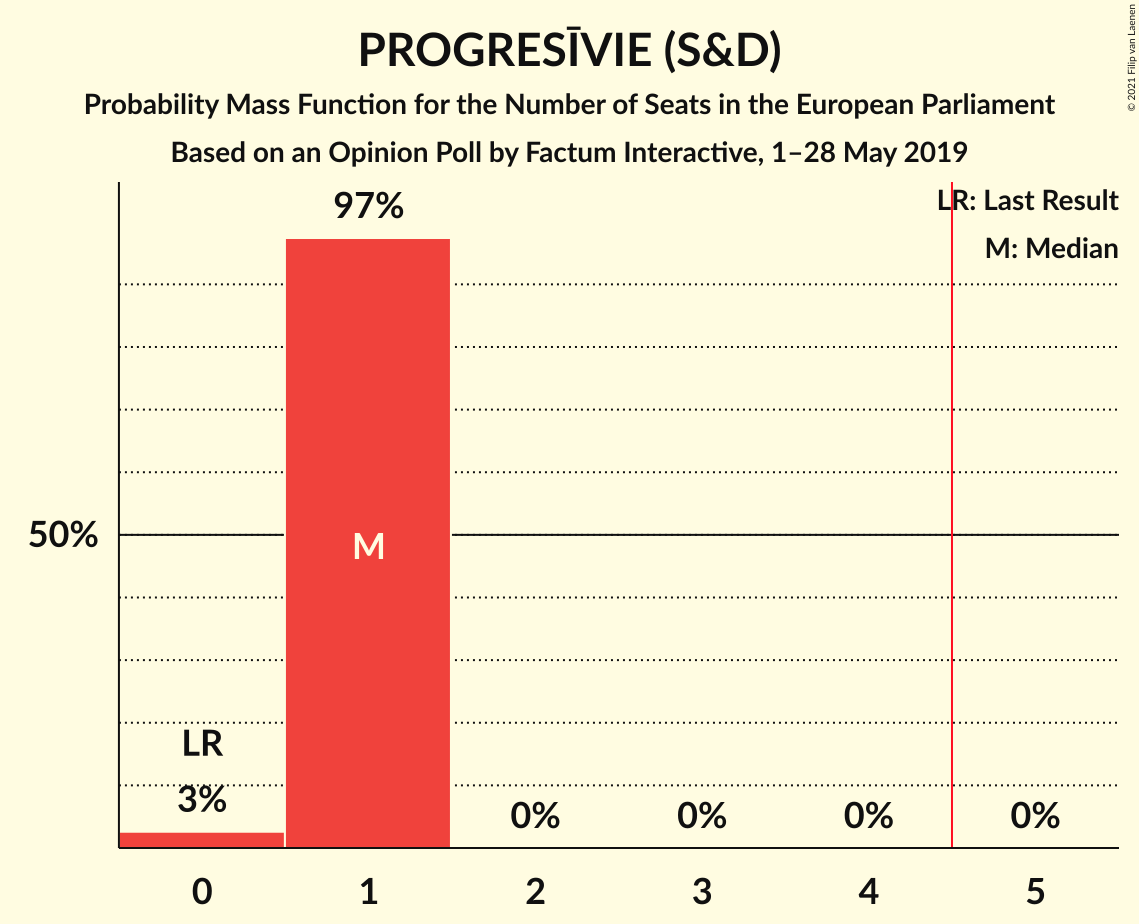 PROGRESĪVIE (S&D)
Probability Mass Function for the Number of Seats in the European Parliament
Based on an Opinion Poll by Factum Interactive, 1–28 May 2019
© 2021 Filip van Laenen
LR: Last Result
M: Median
97%
50%
M
LR
3%
0%
0%
0%
0%
0 1 2 3 4 5